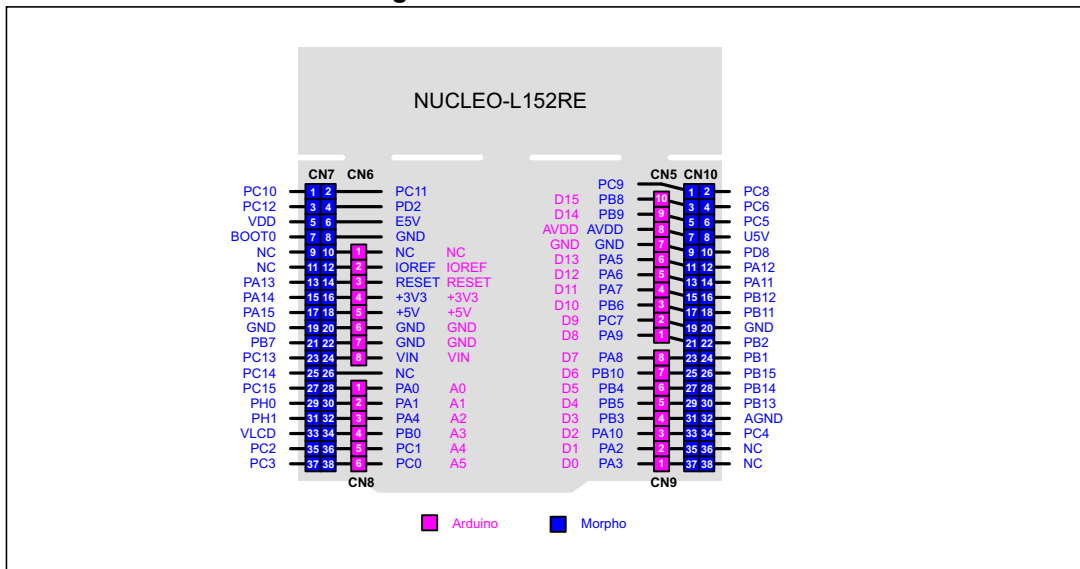 NUCLEO-L152RE
CN7 CN6 CN5 CN10
PC9
PC10 1 2 PC11 1 2 PC8
PC12 3 4 PD2 D15 PB8 10 3 4 PC6
VDD 5 6 E5V D14 PB9 9 5 6 PC5
BOOT0 7 8 GND AVDD AVDD 8 7 8 U5V
NC 9 10 1 NC NC GND GND 7 9 10 PD8
NC 11 12 2 IOREF IOREF D13 PA5 6 11 12 PA12
PA13 13 14 3 RESET RESET D12 PA6 5 13 14 PA11
PA14 15 16 4 +3V3 +3V3 D11 PA7 4 15 16 PB12
PA15 17 18 5 +5V +5V D10 PB6 3 17 18 PB11
GND 19 20 6 GND GND D9 PC7 2 19 20 GND
PB7 21 22 7 GND GND D8 PA9 1 21 22 PB2
PC13 23 24 8 VIN VIN D7 PA8 8 23 24 PB1
PC14 25 26 NC D6 PB10 7 25 26 PB15
PC15 27 28 1 PA0 A0 D5 PB4 6 27 28 PB14
PH0 29 30 2 PA1 A1 D4 PB5 5 29 30 PB13
PH1 31 32 3 PA4 A2 D3 PB3 4 31 32 AGND
VLCD 33 34 4 PB0 A3 D2 PA10 3 33 34 PC4
PC2 35 36 5 PC1 A4 D1 PA2 2 35 36 NC
PC3 37 38 6 PC0 A5 D0 PA3 1 37 38 NC
CN8 CN9
Arduino Morpho